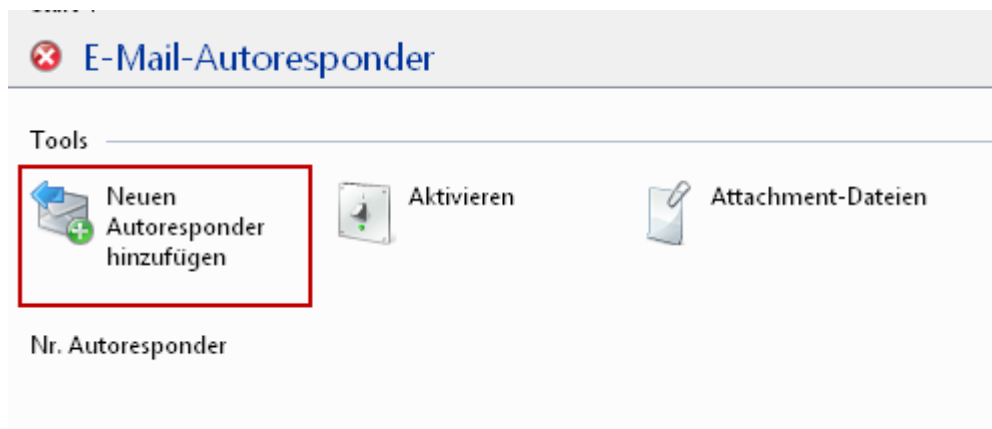 E-Mail-Autoresponder
Tools
Neuen
Autoresponder
hinzufügen
Aktivieren
Attachment-Dateien
Nr. Autoresponder